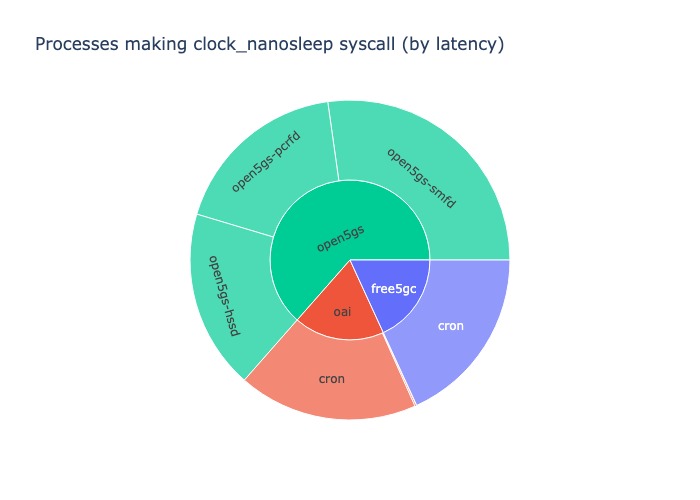 Processes making clock_nanosleep syscall (by latency)
open5gs-pcrfd
open5gs-smfd
open5gs
open5gs-hssd
free5gc
oai
cron
cron